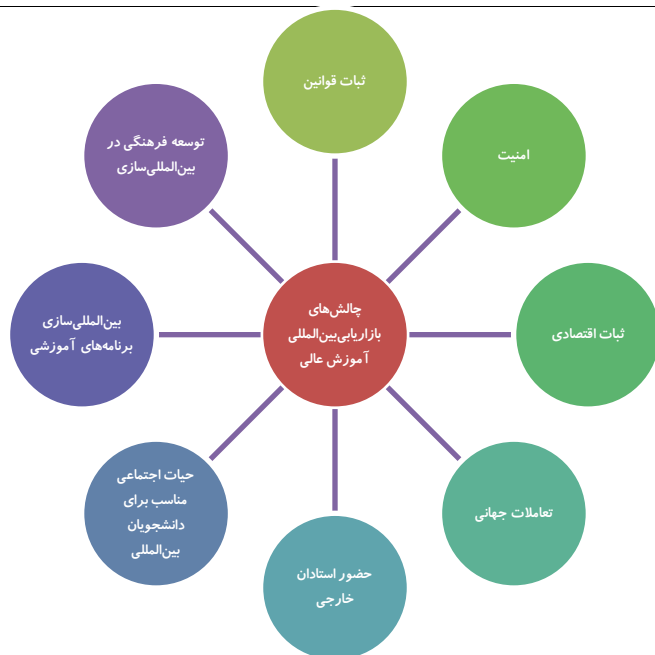 ثبات قوانین
امنیت
ثبات اقتصادی
تعاملات جهانی
حضور استادان
خارجی
حیات اجتماعی
مناسب برای
دانشجویان
بین‌المللی
بین‌المللی‌سازی
برنامه‌های آموزشی
توسعه فرهنگی در
بین‌المللی‌سازی
چالش‌های
بازاریابی‌بین‌المللی
آموزش عالی